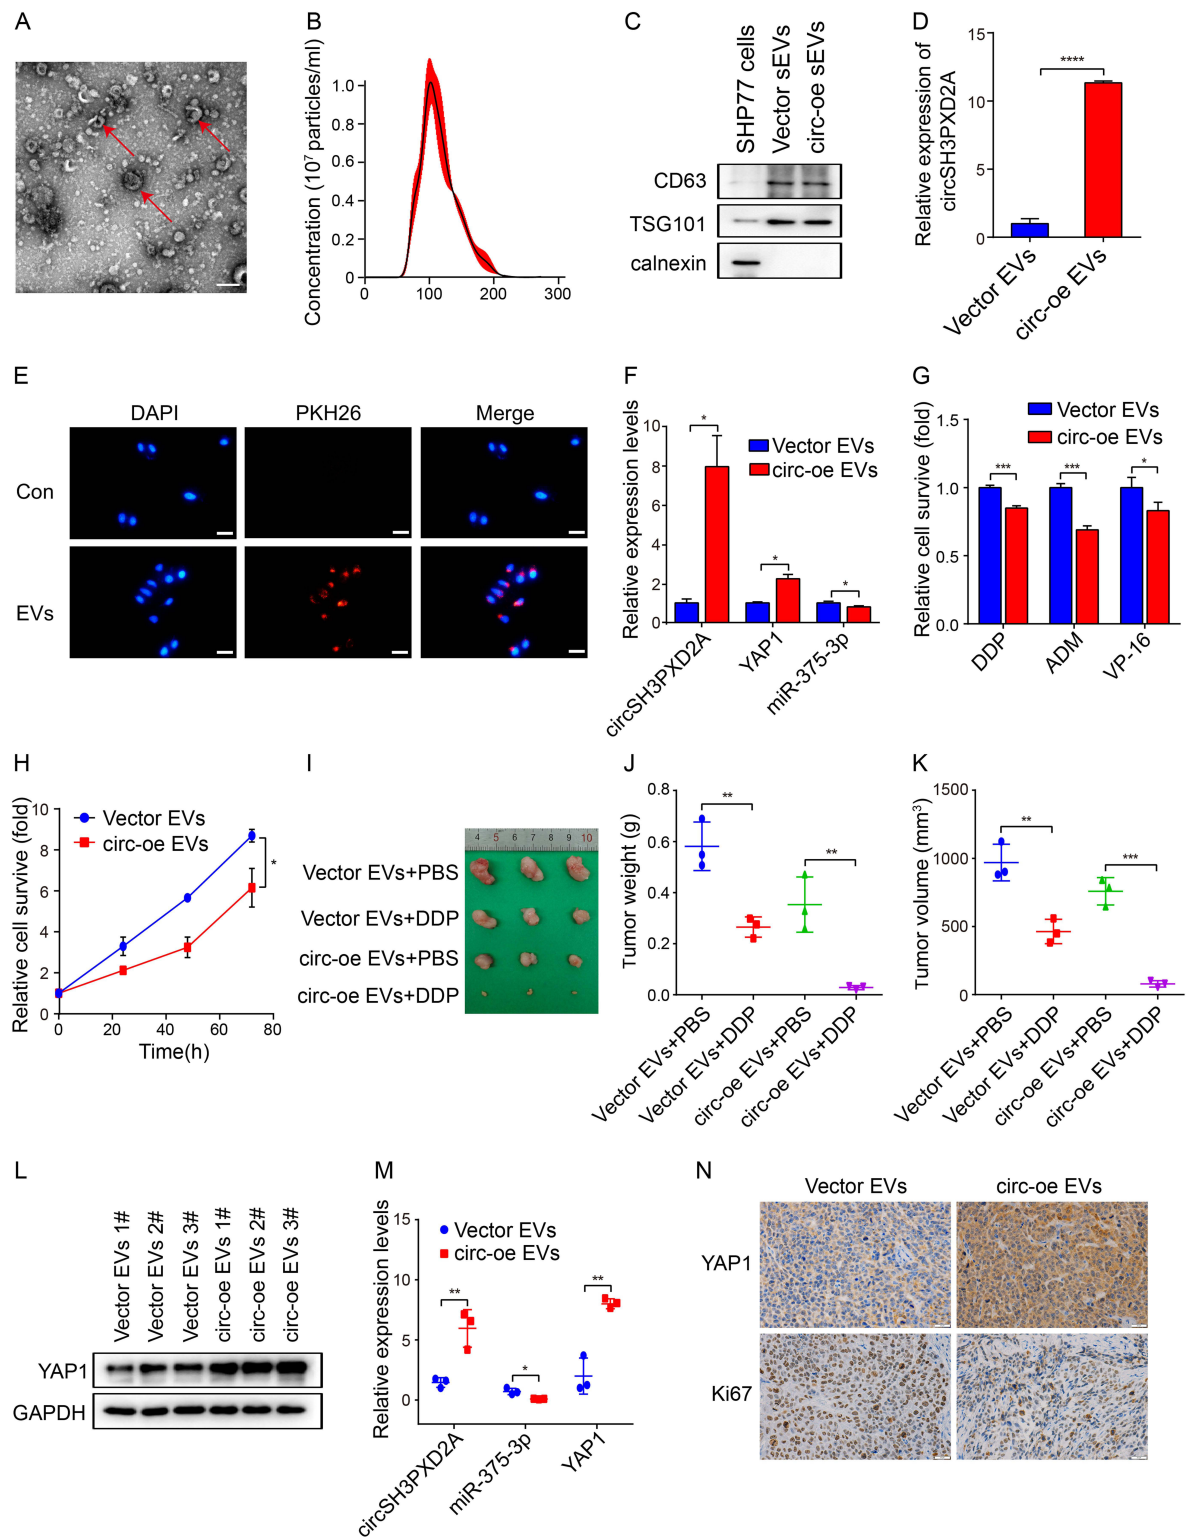 A
B
Concentration (10⁷ particles/ml)
1.0
0.8
0.6
0.4
0.2
0
0
100
200
300
C
SHP77 cells
Vector sEVs
circ-oe sEVs
CD63
TSG101
calnexin
D
Relative expression of
circSH3PXD2A
15
10
5
0
****
Vector EVs
circ-oe EVs
E
DAPI
PKH26
Merge
Con
EVs
F
Relative expression levels
10
8
6
4
2
0
Vector EVs
circ-oe EVs
*
*
*
circSH3PXD2A
YAP1
miR-375-3p
G
Relative cell survive (fold)
1.5
1.0
0.5
0.0
Vector EVs
circ-oe EVs
***
***
*
DDP
ADM
VP-16
H
Relative cell survive (fold)
10
8
6
4
2
0
Vector EVs
circ-oe EVs
*
0
20
40
60
80
Time(h)
I
4 5 6 7 8 9 10
Vector EVs+PBS
Vector EVs+DDP
circ-oe EVs+PBS
circ-oe EVs+DDP
J
Tumor weight (g)
0.8
0.6
0.4
0.2
0.0
**
**
Vector EVs+PBS
Vector EVs+DDP
circ-oe EVs+PBS
circ-oe EVs+DDP
K
Tumor volume (mm³)
1500
1000
500
0
**
***
Vector EVs+PBS
Vector EVs+DDP
circ-oe EVs+PBS
circ-oe EVs+DDP
L
Vector EVs 1#
Vector EVs 2#
Vector EVs 3#
circ-oe EVs 1#
circ-oe EVs 2#
circ-oe EVs 3#
YAP1
GAPDH
M
Relative expression levels
15
10
5
0
Vector EVs
circ-oe EVs
**
*
**
circSH3PXD2A
miR-375-3p
YAP1
N
Vector EVs
circ-oe EVs
YAP1
Ki67